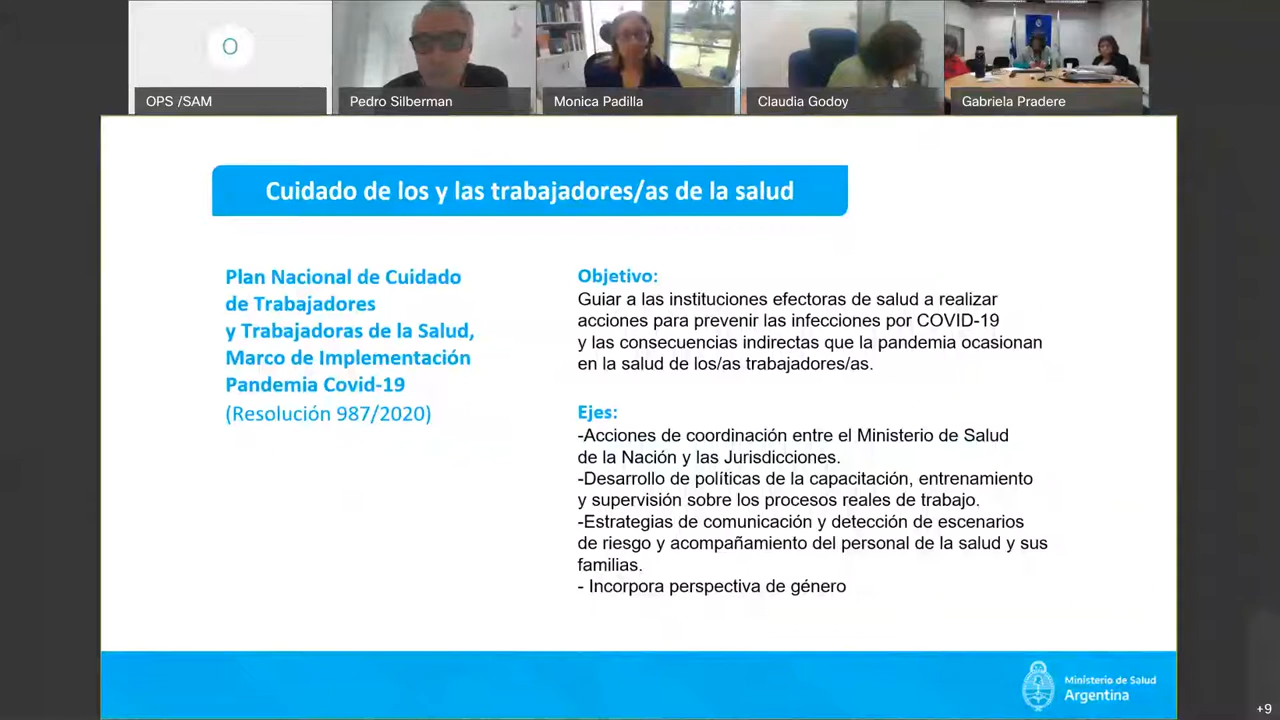 O
OPS /SAM
Pedro Silberman
Monica Padilla
Claudia Godoy
Gabriela Pradere
Cuidado de los y las trabajadores/as de la salud
Plan Nacional de Cuidado
de Trabajadores
y Trabajadoras de la Salud,
Marco de Implementación
Pandemia Covid-19
(Resolución 987/2020)
Objetivo:
Guiar a las instituciones efectoras de salud a realizar
acciones para prevenir las infecciones por COVID-19
y las consecuencias indirectas que la pandemia ocasionan
en la salud de los/as trabajadores/as.
Ejes:
-Acciones de coordinación entre el Ministerio de Salud
de la Nación y las Jurisdicciones.
-Desarrollo de políticas de la capacitación, entrenamiento
y supervisión sobre los procesos reales de trabajo.
-Estrategias de comunicación y detección de escenarios
de riesgo y acompañamiento del personal de la salud y sus
familias.
- Incorpora perspectiva de género
Ministerio de Salud
Argentina
+9